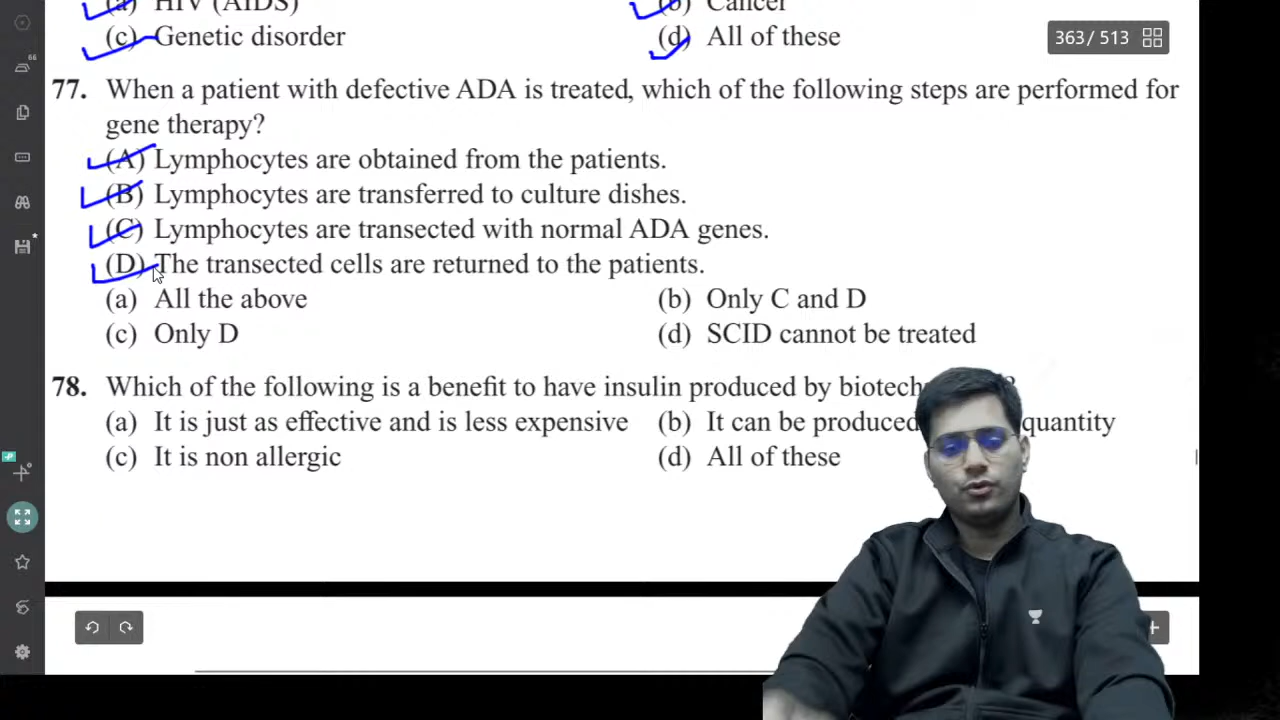 (a) HIV (AIDS) (b) Cancer
(c) Genetic disorder (d) All of these
363 / 513
66
77. When a patient with defective ADA is treated, which of the following steps are performed for
gene therapy?
(A) Lymphocytes are obtained from the patients.
(B) Lymphocytes are transferred to culture dishes.
(C) Lymphocytes are transected with normal ADA genes.
(D) The transected cells are returned to the patients.
(a) All the above (b) Only C and D
(c) Only D (d) SCID cannot be treated
78. Which of the following is a benefit to have insulin produced by
(a) It is just as effective and is less expensive (b) It can be produced quantity
(c) It is non allergic (d) All of these